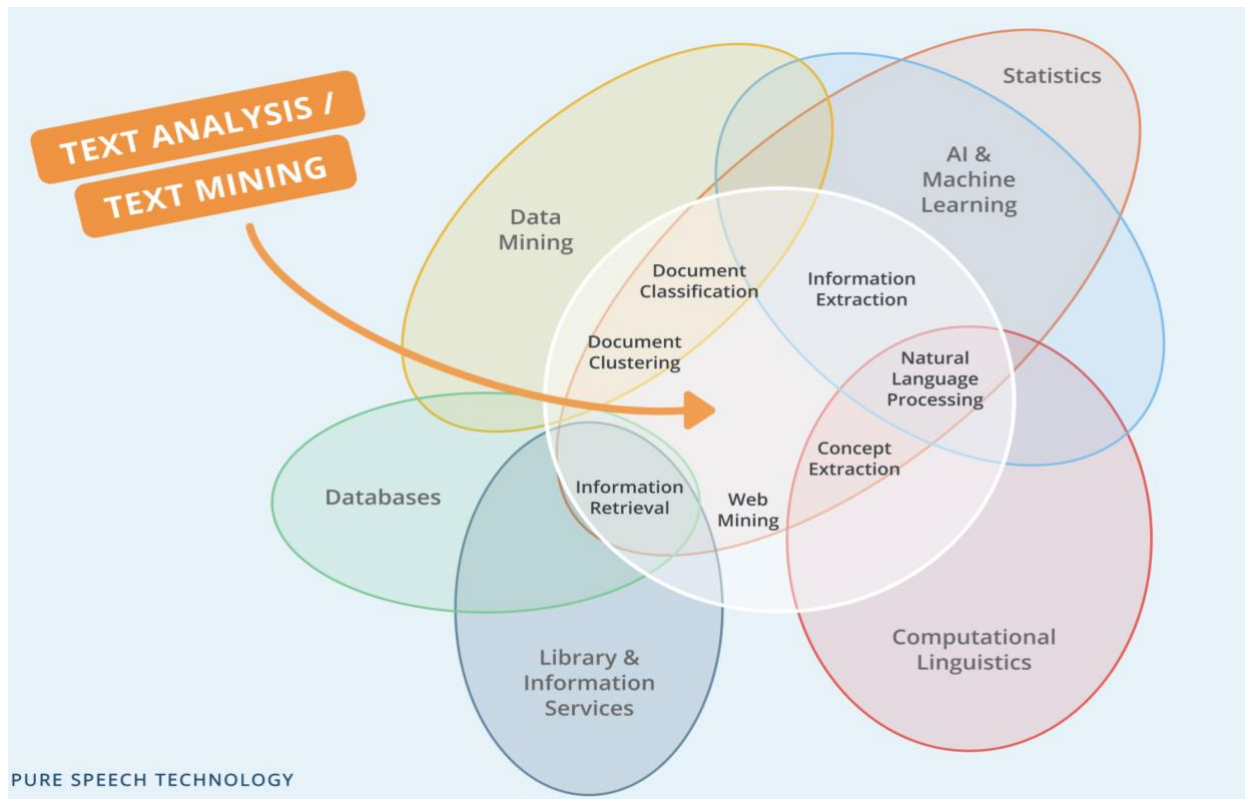 TEXT ANALYSIS /
TEXT MINING
Statistics
AI &
Machine
Learning
Data
Mining
Document
Classification
Information
Extraction
Document
Clustering
Natural
Language
Processing
Concept
Extraction
Databases
Information
Retrieval
Web
Mining
Computational
Linguistics
Library &
Information
Services
PURE SPEECH TECHNOLOGY